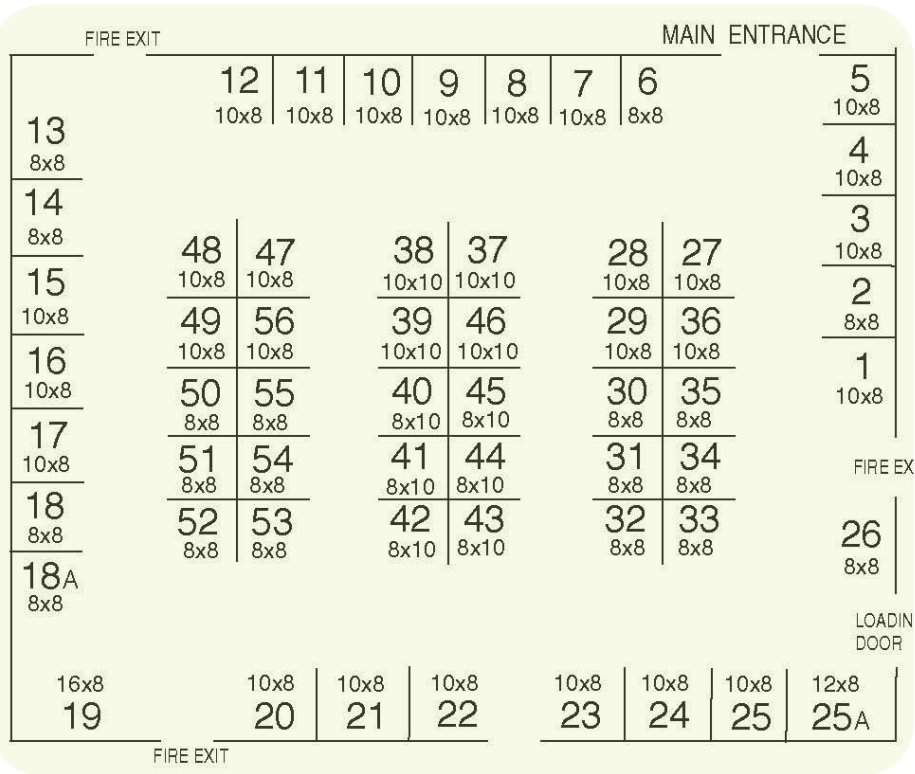 FIRE EXIT
MAIN ENTRANCE
12 11 10 9 8 7 6
10x8 10x8 10x8 10x8 10x8 10x8 8x8
5
10x8
13
8x8
4
10x8
14
8x8
3
10x8
48 47 38 37 28 27
10x8 10x8 10x10 10x10 10x8 10x8
15
10x8
2
8x8
49 56 39 46 29 36
10x8 10x8 10x10 10x10 10x8 10x8
16
10x8
1
10x8
50 55 40 45 30 35
8x8 8x8 8x10 8x10 8x8 8x8
17
10x8
51 54 41 44 31 34
8x8 8x8 8x10 8x10 8x8 8x8
FIRE EX
18
8x8
52 53 42 43 32 33
8x8 8x8 8x10 8x10 8x8 8x8
26
8x8
18A
8x8
LOADIN
DOOR
16x8 10x8 10x8 10x8 10x8 10x8 10x8 12x8
19 20 21 22 23 24 25 25A
FIRE EXIT